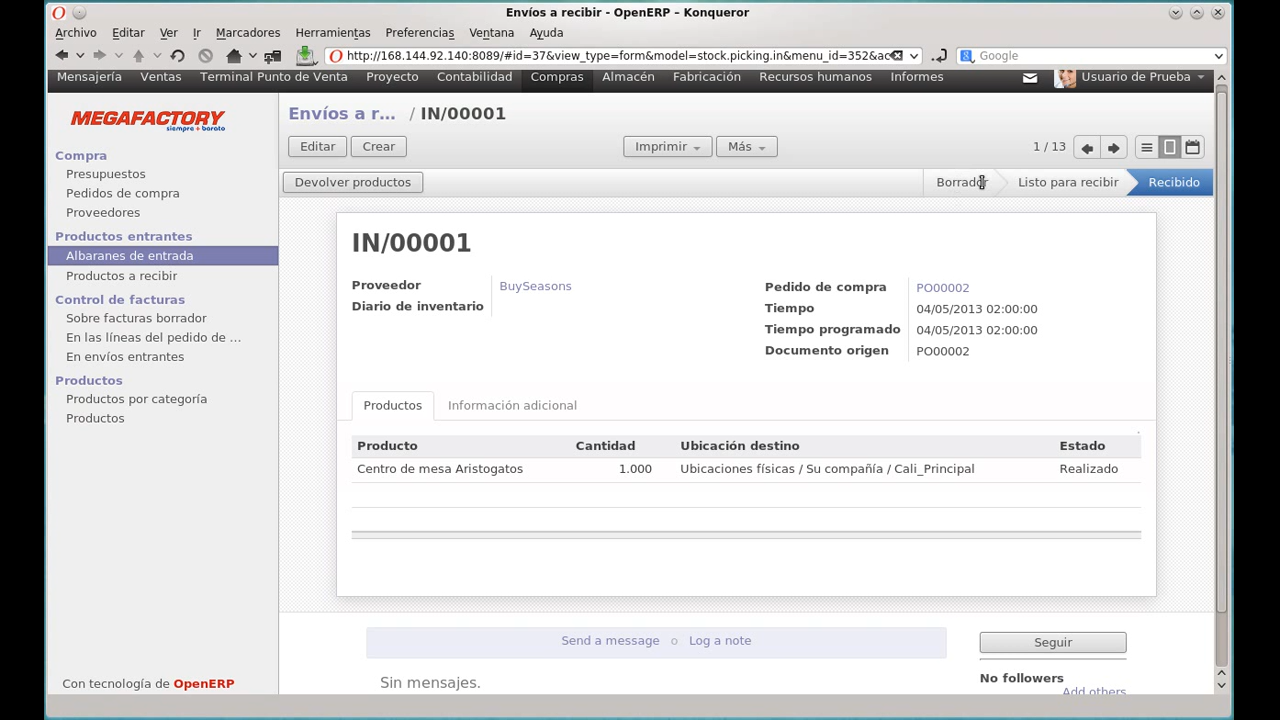 Envíos a recibir - OpenERP – Konqueror
Archivo Editar Ver Ir Marcadores Herramientas Preferencias Ventana Ayuda
http://168.144.92.140:8089/#id=37&view_type=form&model=stock.picking.in&menu_id=352&ac Google
Mensajería Ventas Terminal Punto de Venta Proyecto Contabilidad Compras Almacén Fabricación Recursos humanos Informes Usuario de Prueba
MEGAFACTORY
siempre + barato
Compra
Presupuestos
Pedidos de compra
Proveedores
Productos entrantes
Albaranes de entrada
Productos a recibir
Control de facturas
Sobre facturas borrador
En las líneas del pedido de ...
En envíos entrantes
Productos
Productos por categoría
Productos
Con tecnología de OpenERP
Envíos a r... / IN/00001
Editar Crear Imprimir Más 1 / 13
Devolver productos Borrador Listo para recibir Recibido
IN/00001
Proveedor BuySeasons
Diario de inventario
Pedido de compra PO00002
Tiempo 04/05/2013 02:00:00
Tiempo programado 04/05/2013 02:00:00
Documento origen PO00002
Productos Información adicional
Producto Cantidad Ubicación destino Estado
Centro de mesa Aristogatos 1.000 Ubicaciones físicas / Su compañía / Cali_Principal Realizado
Send a message o Log a note
Sin mensajes.
Seguir
No followers
Add others